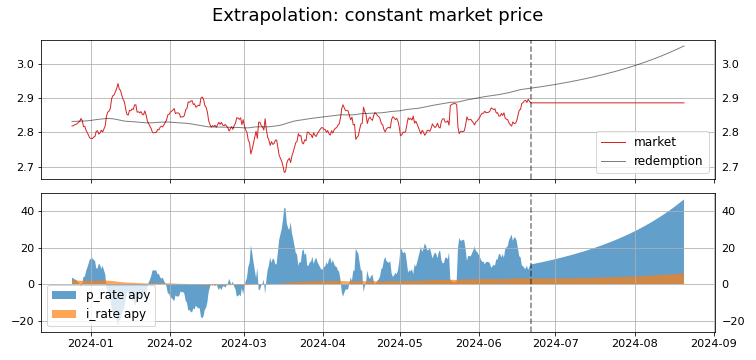 Extrapolation: constant market price
3.0 3.0
2.9 2.9
2.8 2.8
2.7 2.7
market
redemption
40 40
20 20
0 0
−20 −20
p_rate apy
i_rate apy
2024-01 2024-02 2024-03 2024-04 2024-05 2024-06 2024-07 2024-08 2024-09